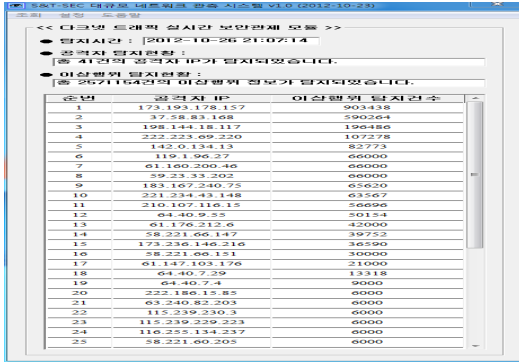 S&T-SEC 대규모 네트워크 관측 시스템 v1.0 (2012-10-23)
조회 설정 도움말
<< 다크넷 트래픽 실시간 보안관제 모듈 >>
● 탐지시간 : 2012-10-26 21:07:14
● 공격자 탐지현황 :
총 41건의 공격자 IP가 탐지되었습니다.
● 이상행위 탐지현황 :
총 2571154건의 이상행위 정보가 탐지되었습니다.
순번 공격자 IP 이상행위 탐지건수
1 173.193.178.157 903438
2 37.58.83.168 590264
3 198.144.18.117 196486
4 222.223.69.220 107278
5 142.0.134.13 82773
6 119.1.96.27 66000
7 61.160.200.46 66000
8 59.23.33.202 66000
9 183.167.240.75 65620
10 221.234.43.148 63567
11 210.107.116.15 56696
12 64.40.9.55 50154
13 61.176.212.6 42000
14 58.221.66.147 39752
15 173.236.146.216 36590
16 58.221.66.151 30000
17 61.147.103.176 21000
18 64.40.7.29 13318
19 64.40.7.4 9000
20 222.186.15.85 6000
21 63.240.82.203 6000
22 115.239.230.3 6000
23 115.239.229.223 6000
24 116.255.134.237 6000
25 58.221.60.205 6000